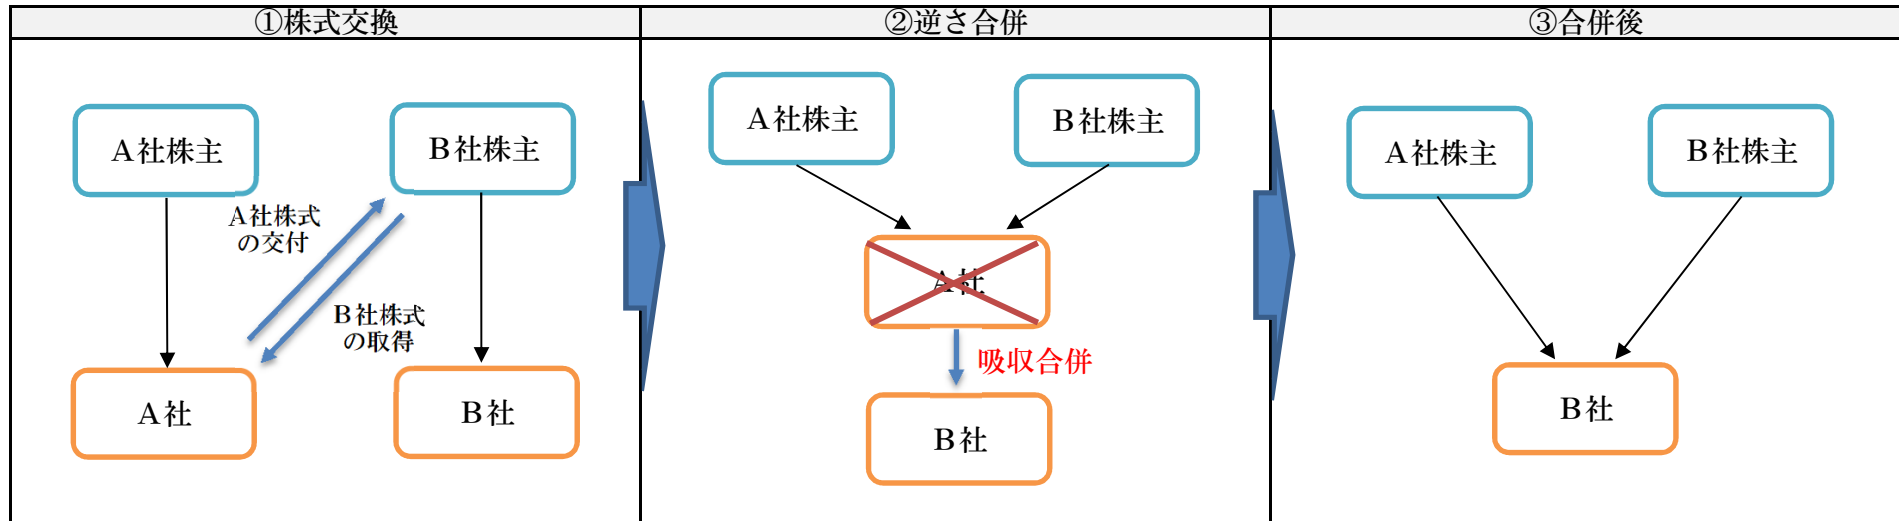 ①株式交換
A社株主
B社株主
A社株式
の交付
B社株式
の取得
A社
B社
②逆さ合併
A社株主
B社株主
A社
吸収合併
B社
③合併後
A社株主
B社株主
B社